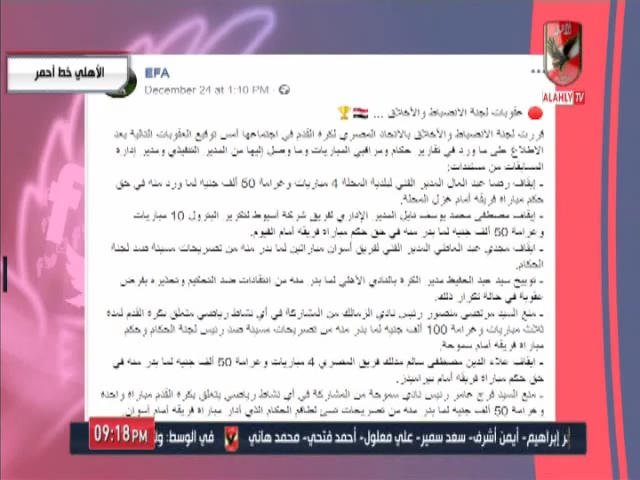 الأهلي خط أحمر
EFA
December 24 at 1:10 PM
ALAHLY TV
عقوبات لجنة الانضباط والأخلاق ...
قررت لجنة الانضباط والأخلاق بالاتحاد المصري لكرة القدم في اجتماعها أمس توقيع العقوبات التالية بعد
الاطلاع على ما ورد في تقارير حكام ومراقبي المباريات وما وصل إليها من المدير التنفيذي ومدير إدارة
المسابقات من مستندات:
- إيقاف رضا عبد العال المدير الفني لبلدية المحلة 4 مباريات وغرامة 50 ألف جنيه لما ورد منه في حق
حكم مباراة فريقه أمام غزل المحلة.
- إيقاف مصطفى محمد يوسف نايل المدير الإداري لفريق شركة أسيوط لتكرير البترول 10 مباريات
وغرامة 50 ألف جنيه لما بدر منه في حق حكم مباراة فريقه أمام الفيوم.
- ايقاف مجدي عبد العاطي المدير الفني لفريق أسوان مباراتين لما بدر منه من تصريحات مسيئة ضد لجنة
الحكام.
- توبيخ سيد عبد الحفيظ مدير الكرة بالنادي الأهلي لما بدر منه من انتقادات ضد التحكيم وتحذيره بفرض
عقوبة في حالة تكرار ذلك.
- منع السيد مرتضى منصور رئيس نادي الزمالك من المشاركة في أي نشاط رياضي متعلق بكرة القدم لمدة
ثلاث مباريات وغرامة 100 ألف جنيه لما بدر منه من تصريحات مسيئة ضد رئيس لجنة الحكام وحكم
مباراة فريقه أمام سموحة.
- إيقاف علاء الدين مصطفى سالم مدلك فريق المصري 4 مباريات وغرامة 50 ألف جنيه لما بدر منه في
حق حكم مباراة فريقه أمام بيراميدز.
- منع السيد فرج عامر رئيس نادي سموحة من المشاركة في أي نشاط رياضي يتعلق بكرة القدم مباراة واحدة
وغرامة 50 ألف جنيه لما بدر منه من تصريحات تسئ لطاقم الحكام الذي أدار مباراة فريقه أمام أسوان.
بر إبراهيم- أيمن أشرف- سعد سمير- علي معلول- أحمد فتحي- محمد هاني في الوسط: ول
09:18 PM